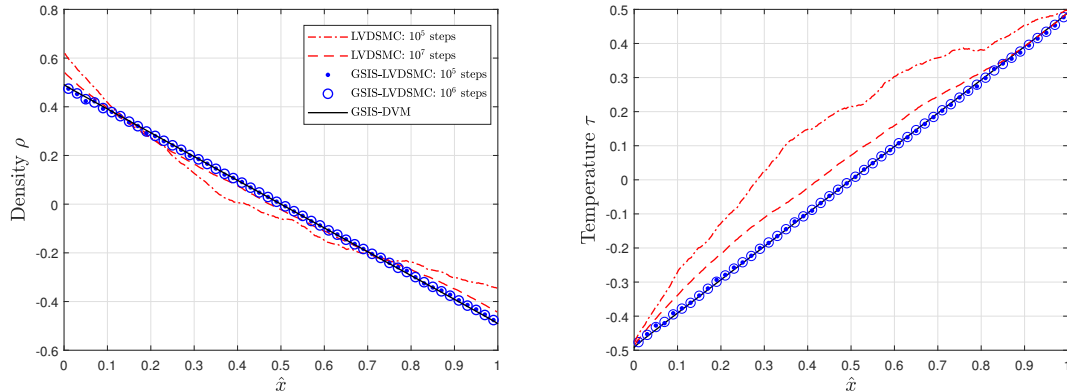 0.8
0.6
0.4
0.2
0
-0.2
-0.4
-0.6
Density ρ
0 0.1 0.2 0.3 0.4 0.5 0.6 0.7 0.8 0.9 1
x̂
LVDSMC: 10⁵ steps
LVDSMC: 10⁷ steps
GSIS-LVDSMC: 10⁵ steps
GSIS-LVDSMC: 10⁶ steps
GSIS-DVM
0.5
0.4
0.3
0.2
0.1
0
-0.1
-0.2
-0.3
-0.4
-0.5
Temperature τ
0 0.1 0.2 0.3 0.4 0.5 0.6 0.7 0.8 0.9 1
x̂